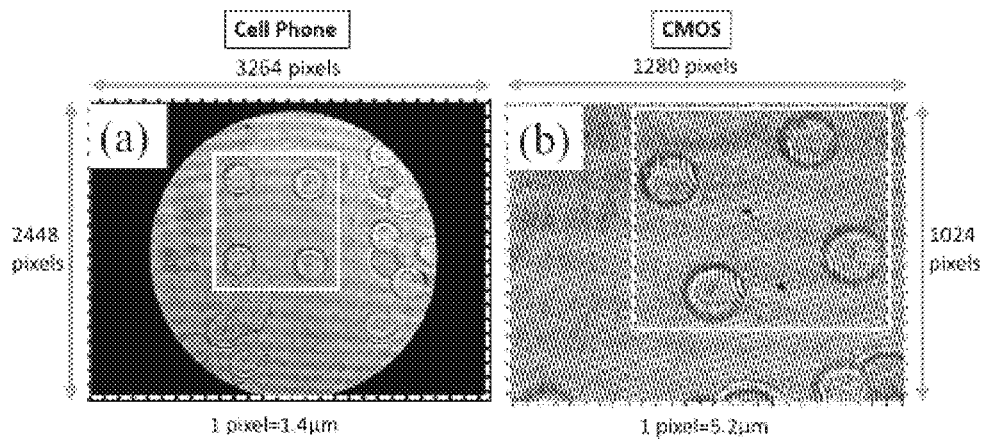 Cell Phone
3264 pixels
(a)
2448
pixels
1 pixel=1.4µm
CMOS
1280 pixels
(b)
1024
pixels
1 pixel=5.2µm